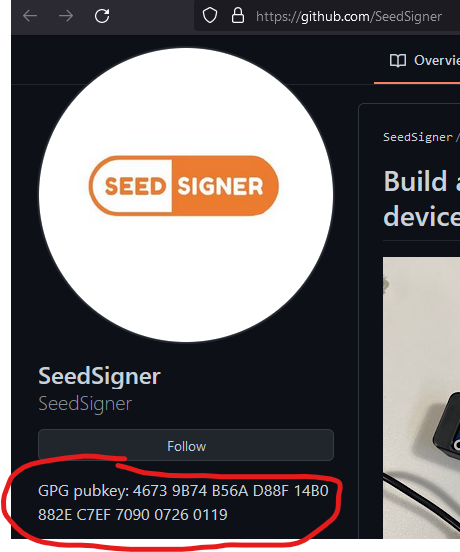 https://github.com/SeedSigner
Overvie
SEED SIGNER
SeedSigner/
Build a
device
SeedSigner
SeedSigner
Follow
GPG pubkey: 4673 9B74 B56A D88F 14B0
882E C7EF 7090 0726 0119